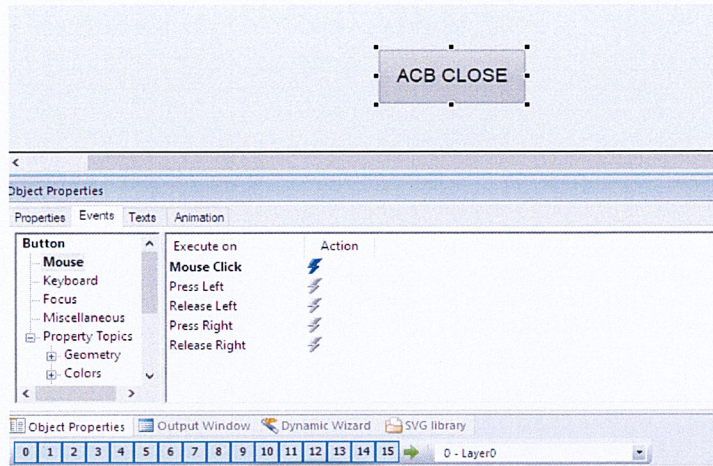 ACB CLOSE
Object Properties
Properties Events Texts Animation
Button
Mouse
Keyboard
Focus
Miscellaneous
Property Topics
Geometry
Colors
Execute on Action
Mouse Click
Press Left
Release Left
Press Right
Release Right
Object Properties Output Window Dynamic Wizard SVG library
0 1 2 3 4 5 6 7 8 9 10 11 12 13 14 15 0 - Layer0